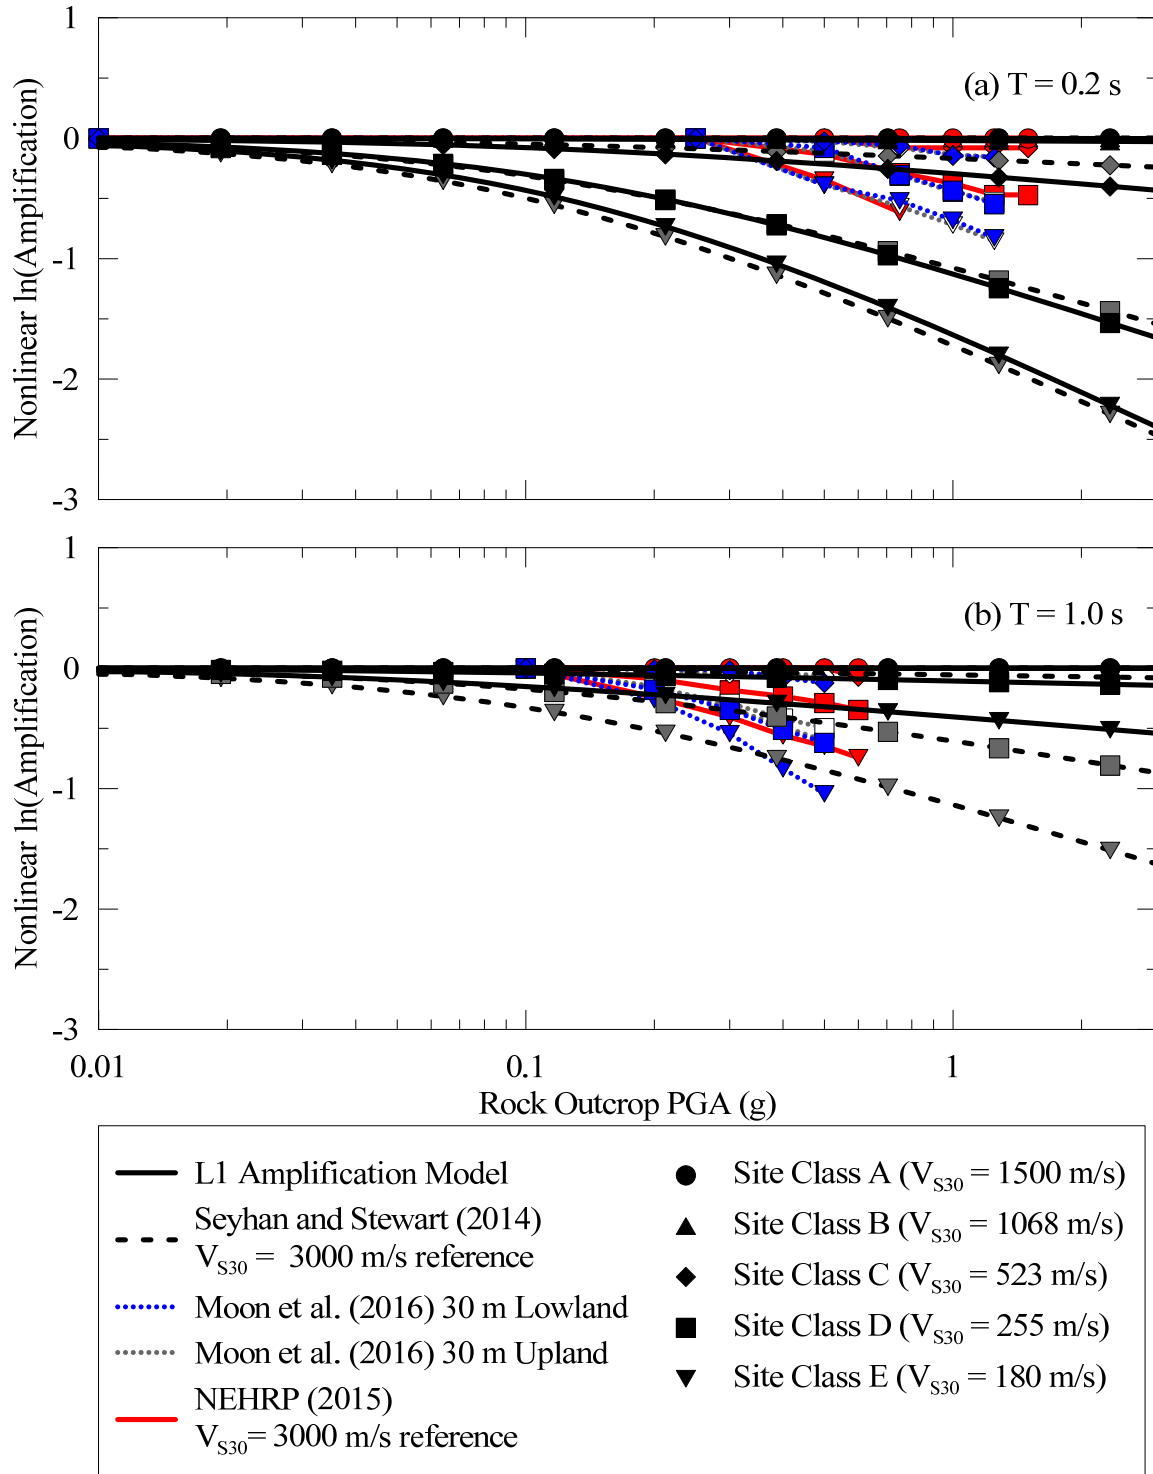 1
(a) T = 0.2 s
0
-1
-2
-3
Nonlinear ln(Amplification)
1
(b) T = 1.0 s
0
-1
-2
-3
Nonlinear ln(Amplification)
0.01 0.1 1
Rock Outcrop PGA (g)
L1 Amplification Model
Seyhan and Stewart (2014)
VS30 = 3000 m/s reference
Moon et al. (2016) 30 m Lowland
Moon et al. (2016) 30 m Upland
NEHRP (2015)
VS30= 3000 m/s reference
Site Class A (VS30 = 1500 m/s)
Site Class B (VS30 = 1068 m/s)
Site Class C (VS30 = 523 m/s)
Site Class D (VS30 = 255 m/s)
Site Class E (VS30 = 180 m/s)